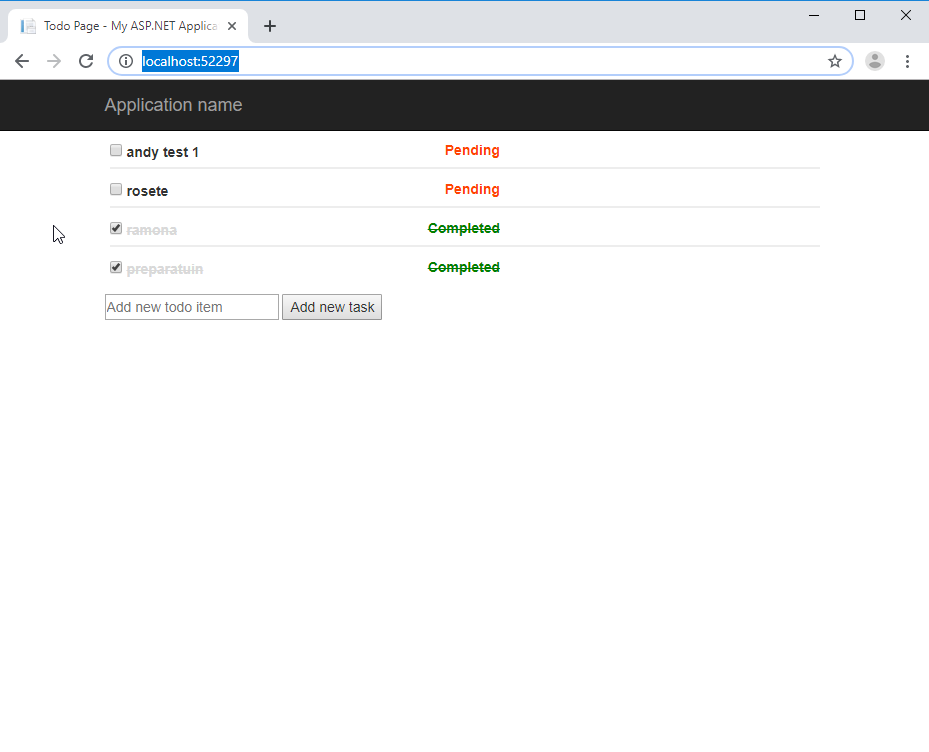 Todo Page - My ASP.NET Applica
localhost:52297
Application name
andy test 1 Pending
rosete Pending
ramona Completed
preparatuin Completed
Add new todo item Add new task